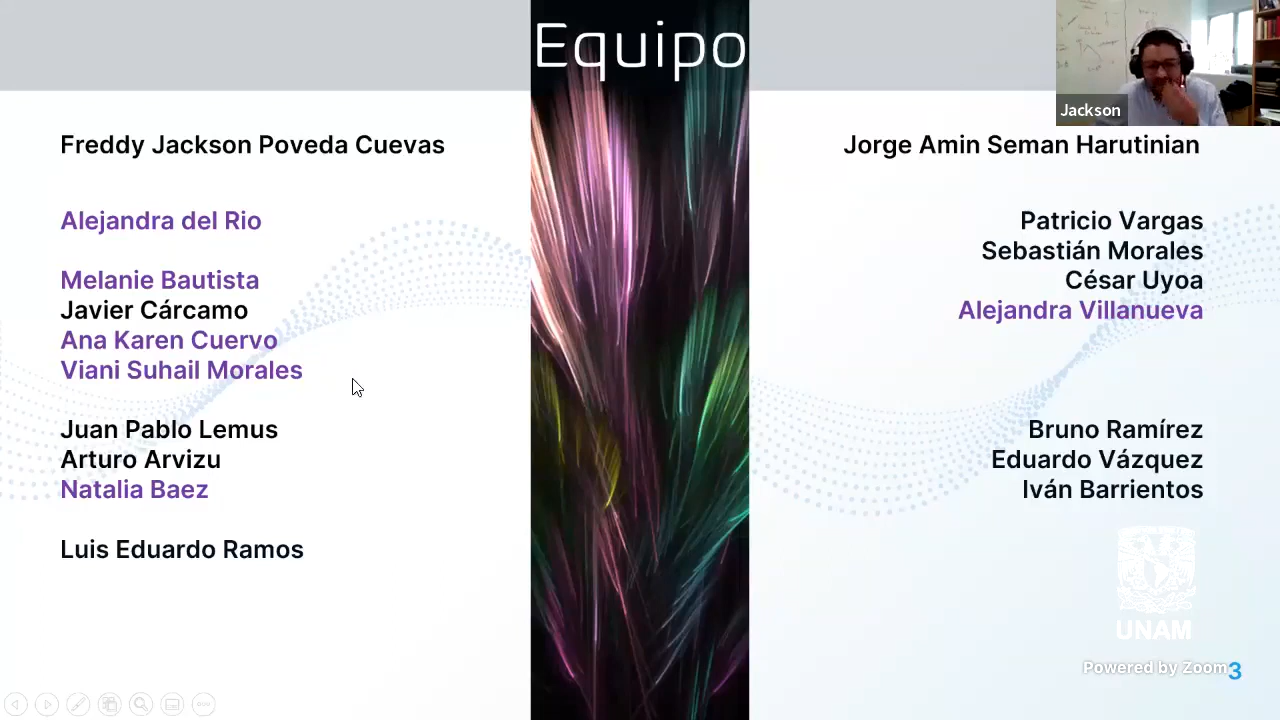 Equipo
Jackson
Freddy Jackson Poveda Cuevas
Alejandra del Rio
Melanie Bautista
Javier Cárcamo
Ana Karen Cuervo
Viani Suhail Morales
Juan Pablo Lemus
Arturo Arvizu
Natalia Baez
Luis Eduardo Ramos
Jorge Amin Seman Harutinian
Patricio Vargas
Sebastián Morales
César Uyoa
Alejandra Villanueva
Bruno Ramírez
Eduardo Vázquez
Iván Barrientos
UNAM
Powered by Zoom
3